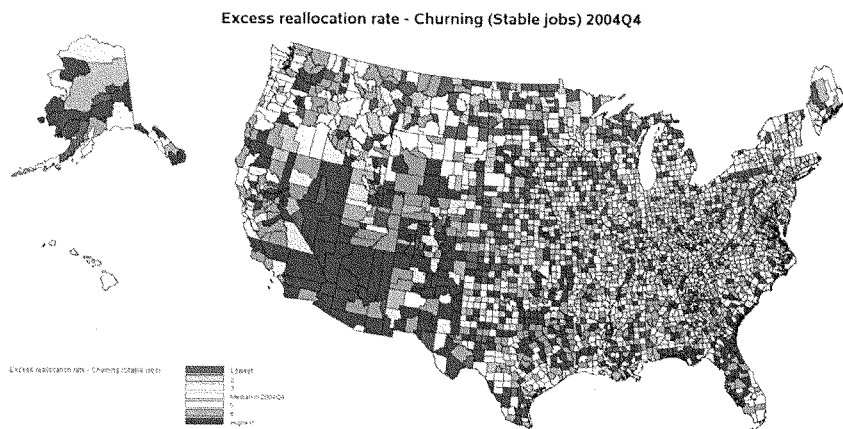 Excess reallocation rate - Churning (Stable jobs) 2004Q4
Excess reallocation rate - Churning (Stable jobs)
Lowest
2
3
Median in 2004Q4
5
6
Highest